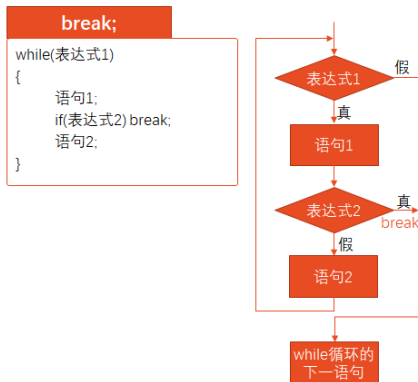 break;
while(表达式1)
{
语句1;
if(表达式2) break;
语句2;
}
表达式1
假
真
语句1
表达式2
真
break
假
语句2
while循环的
下一语句